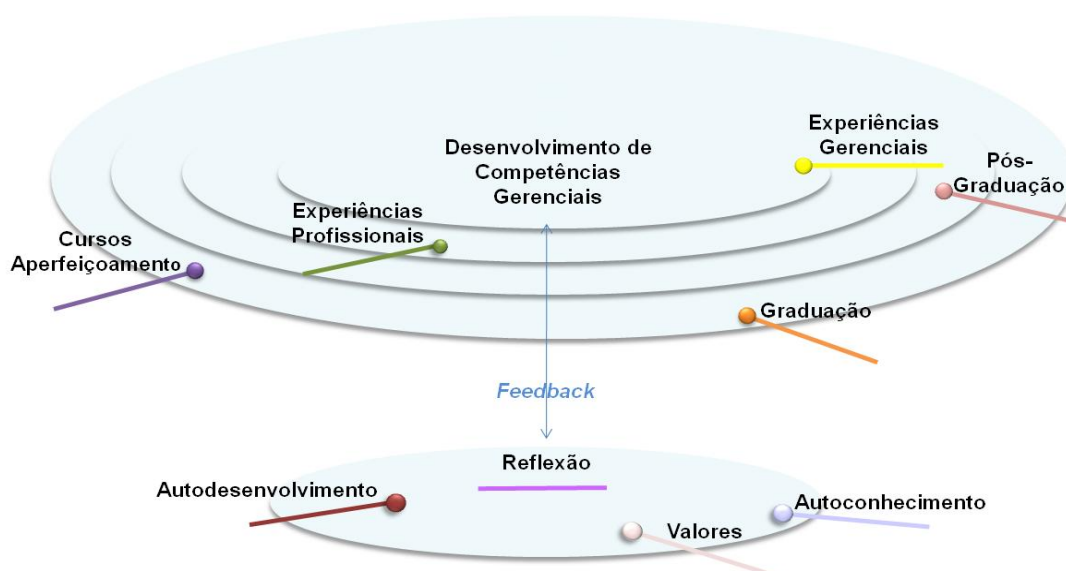 Desenvolvimento de
Competências
Gerenciais
Experiências
Gerenciais
Pós-
Graduação
Experiências
Profissionais
Cursos
Aperfeiçoamento
Graduação
Feedback
Reflexão
Autodesenvolvimento
Autoconhecimento
Valores